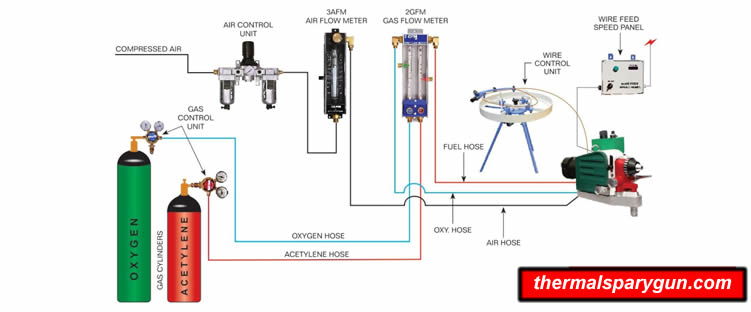 AIR CONTROL
UNIT
3AFM
AIR FLOW METER
2GFM
GAS FLOW METER
WIRE FEED
SPEED PANEL
COMPRESSED AIR
WIRE
CONTROL
UNIT
GAS
CONTROL
UNIT
FUEL HOSE
OXYGEN HOSE
OXY. HOSE
AIR HOSE
ACETYLENE HOSE
OXYGEN
GAS CYLINDERS
ACETYLENE
thermalsparygun.com